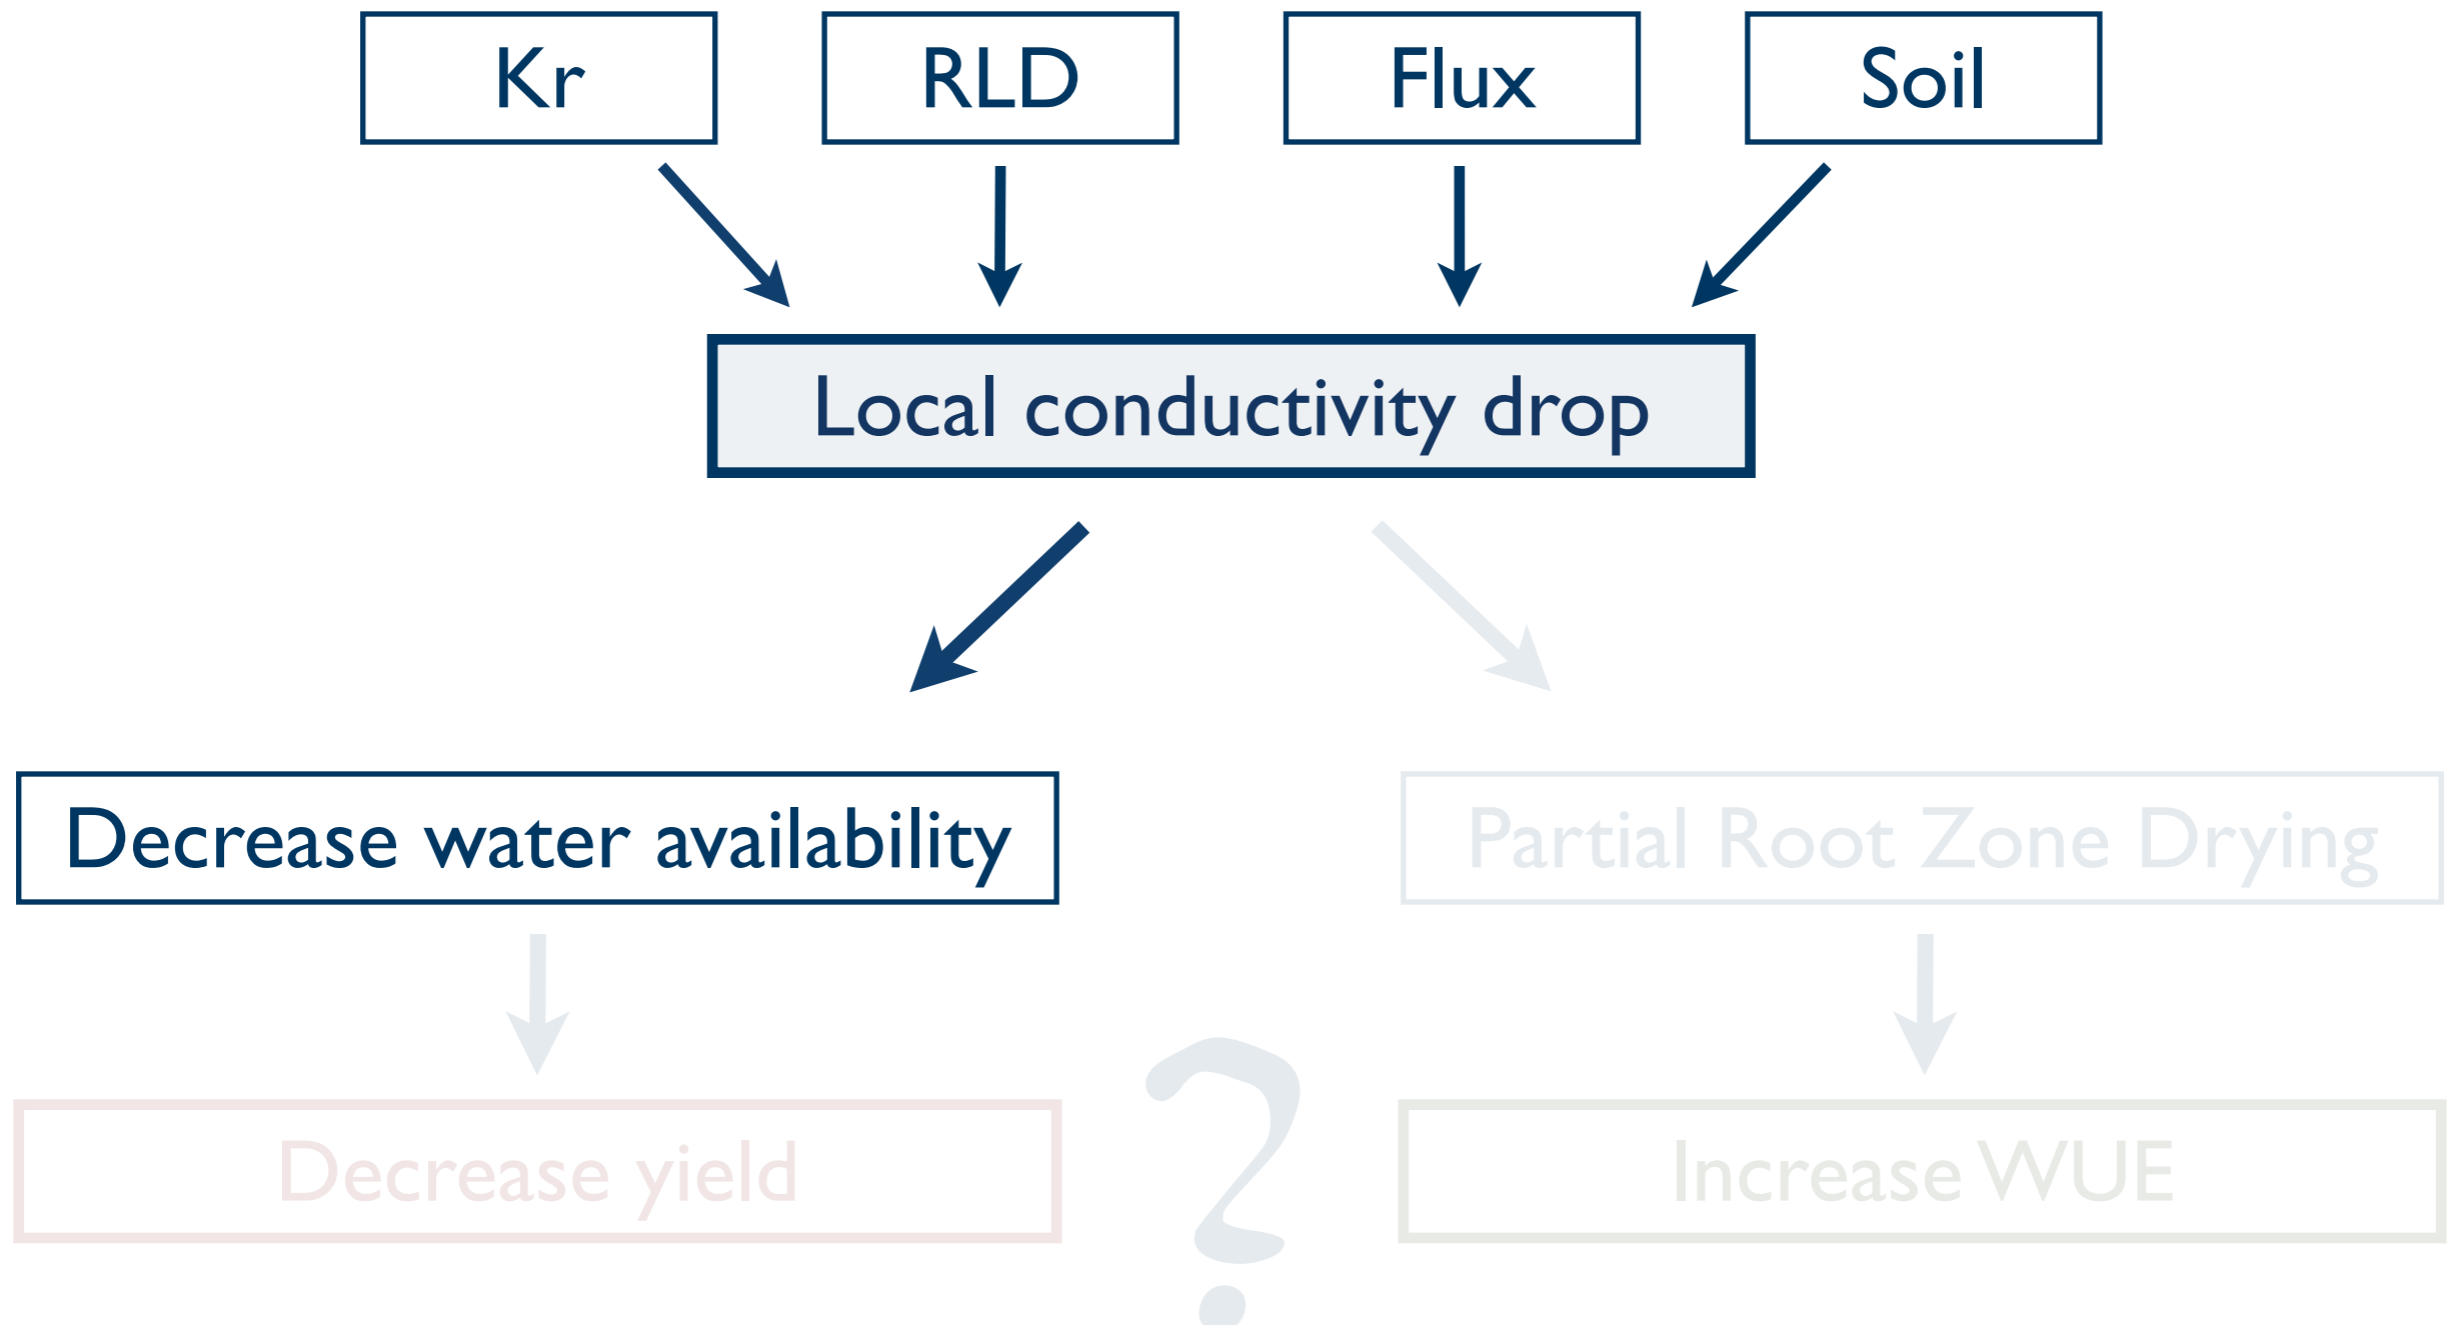 Kr
RLD
Flux
Soil
Local conductivity drop
Decrease water availability
Partial Root Zone Drying
Decrease yield
?
Increase WUE